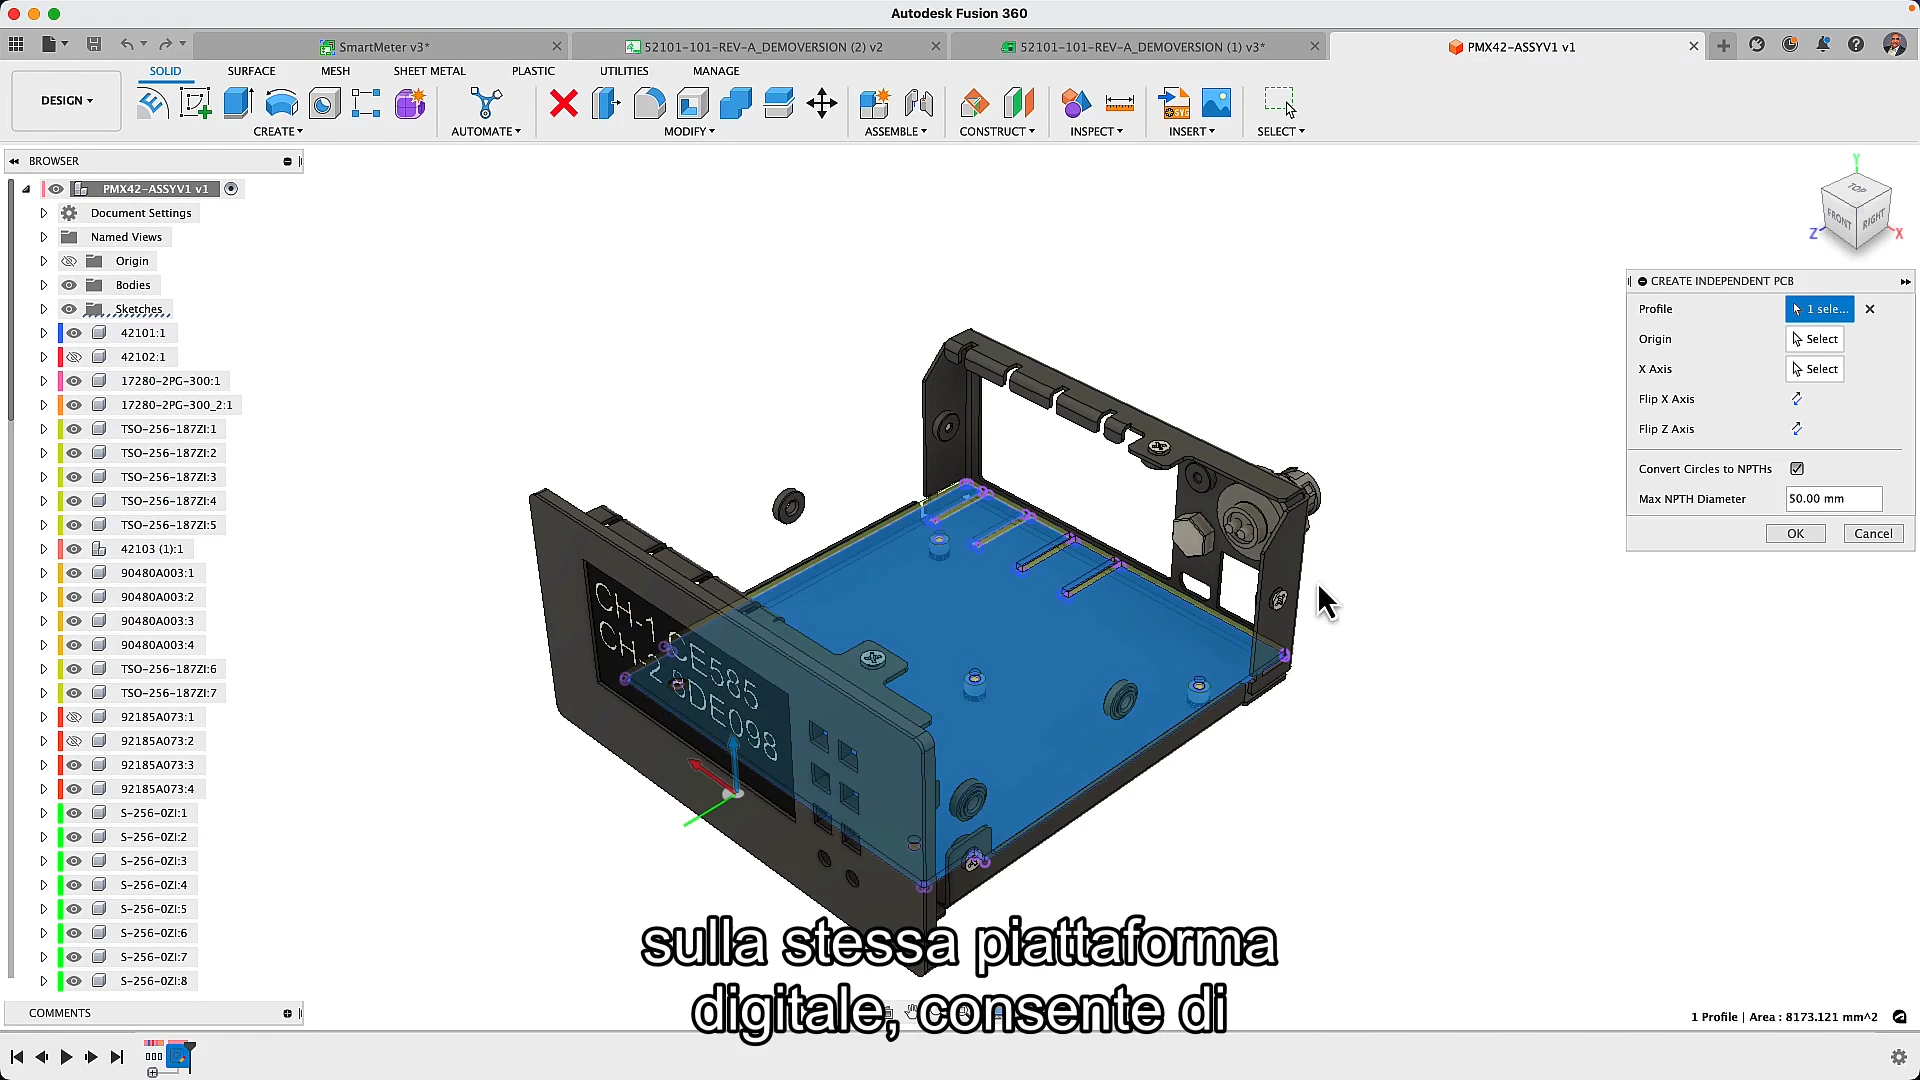 Autodesk Fusion 360
SmartMeter v3*
52101-101-REV-A_DEMOVERSION (2) v2
52101-101-REV-A_DEMOVERSION (1) v3*
PMX42-ASSYV1 v1
SOLID SURFACE MESH SHEET METAL PLASTIC UTILITIES MANAGE
DESIGN
CREATE AUTOMATE MODIFY ASSEMBLE CONSTRUCT INSPECT INSERT SELECT
BROWSER
PMX42-ASSYV1 v1
Document Settings
Named Views
Origin
Bodies
Sketches
42101:1
42102:1
17280-2PG-300:1
17280-2PG-300_2:1
TSO-256-187ZI:1
TSO-256-187ZI:2
TSO-256-187ZI:3
TSO-256-187ZI:4
TSO-256-187ZI:5
42103 (1):1
90480A003:1
90480A003:2
90480A003:3
90480A003:4
TSO-256-187ZI:6
TSO-256-187ZI:7
92185A073:1
92185A073:2
92185A073:3
92185A073:4
S-256-0ZI:1
S-256-0ZI:2
S-256-0ZI:3
S-256-0ZI:4
S-256-0ZI:5
S-256-0ZI:6
S-256-0ZI:7
S-256-0ZI:8
COMMENTS
Y
TOP
FRONT
RIGHT
Z
X
CREATE INDEPENDENT PCB
Profile 1 sele...
Origin Select
X Axis Select
Flip X Axis
Flip Z Axis
Convert Circles to NPTHs
Max NPTH Diameter 50.00 mm
OK Cancel
CH-1 CE585
sulla stessa piattaforma
digitale, consente di
1 Profile | Area : 8173.121 mm^2